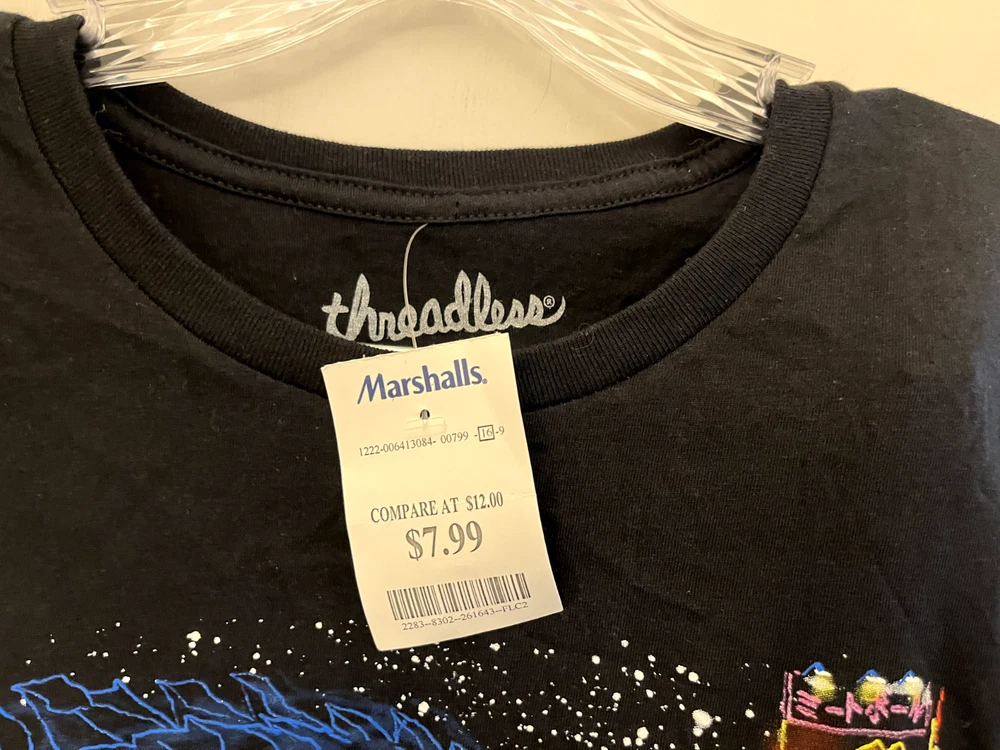 threadless®
Marshalls.
1222-006413084- 00799 -16-9
COMPARE AT $12.00
$7.99
2283--8302--261643--FLC2
ミートボール